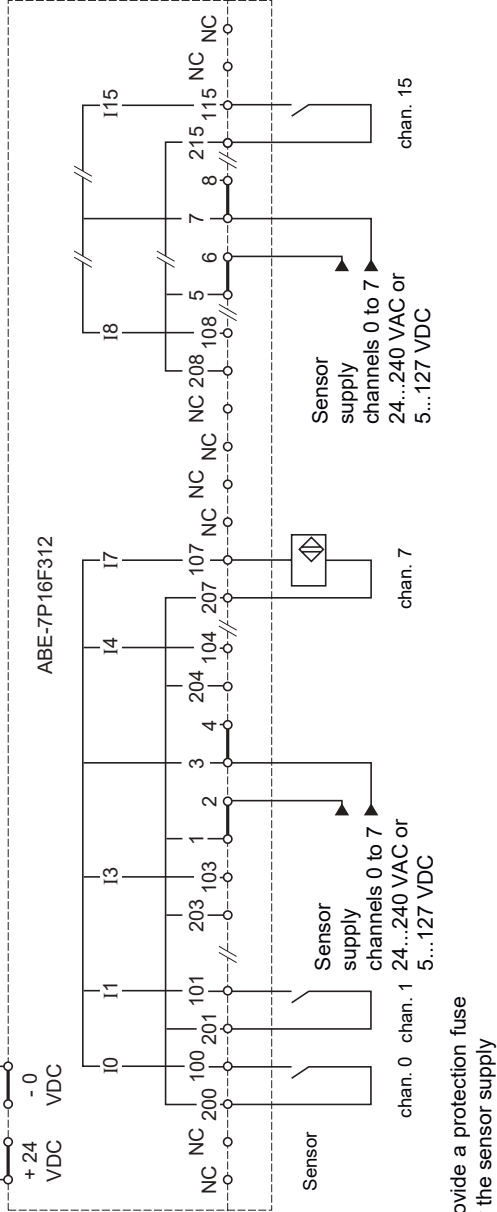 + 24
VDC
- 0
VDC
ABE-7P16F312
I0 I1 I3 I4 I7 I8 I15
NC NC 200 100 201 101 203 103 1 2 3 4 204 104 207 107 NC NC NC NC 208 108 5 6 7 8 215 115 NC NC
Sensor
chan. 0 chan. 1
Sensor
supply
channels 0 to 7
24...240 VAC or
5...127 VDC
chan. 7
Sensor
supply
channels 0 to 7
24...240 VAC or
5...127 VDC
chan. 15
ovide a protection fuse
the sensor supply